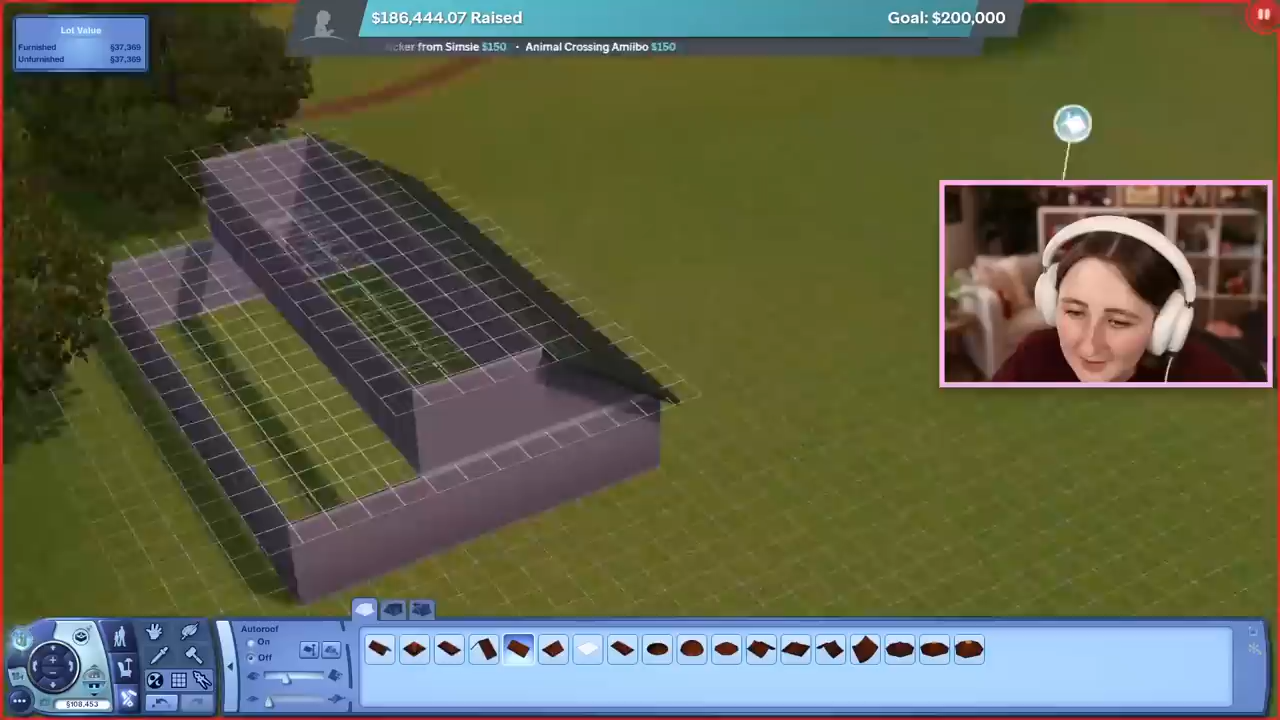 $186,444.07 Raised
Goal: $200,000
cker from Simsie $150 · Animal Crossing Amiibo $150
Lot Value
Furnished §37,369
Unfurnished §37,369
Autoroof
On
Off
§108,453